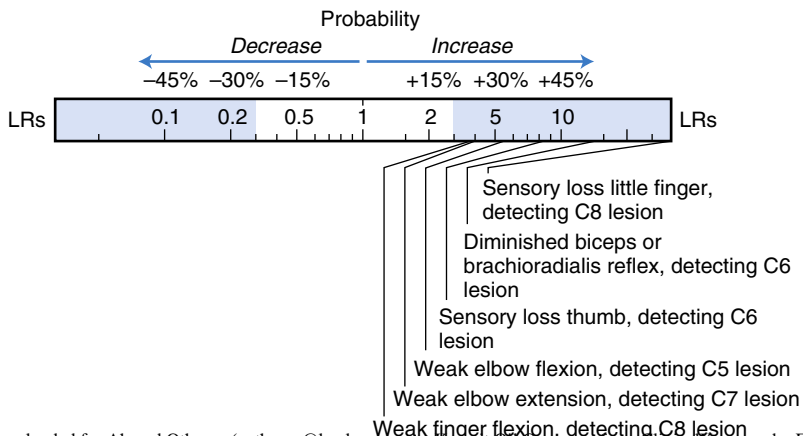 Probability
Decrease Increase
–45% –30% –15% +15% +30% +45%
LRs 0.1 0.2 0.5 1 2 5 10 LRs
Sensory loss little finger,
detecting C8 lesion
Diminished biceps or
brachioradialis reflex, detecting C6
lesion
Sensory loss thumb, detecting C6
lesion
Weak elbow flexion, detecting C5 lesion
Weak elbow extension, detecting C7 lesion
Weak finger flexion, detecting C8 lesion